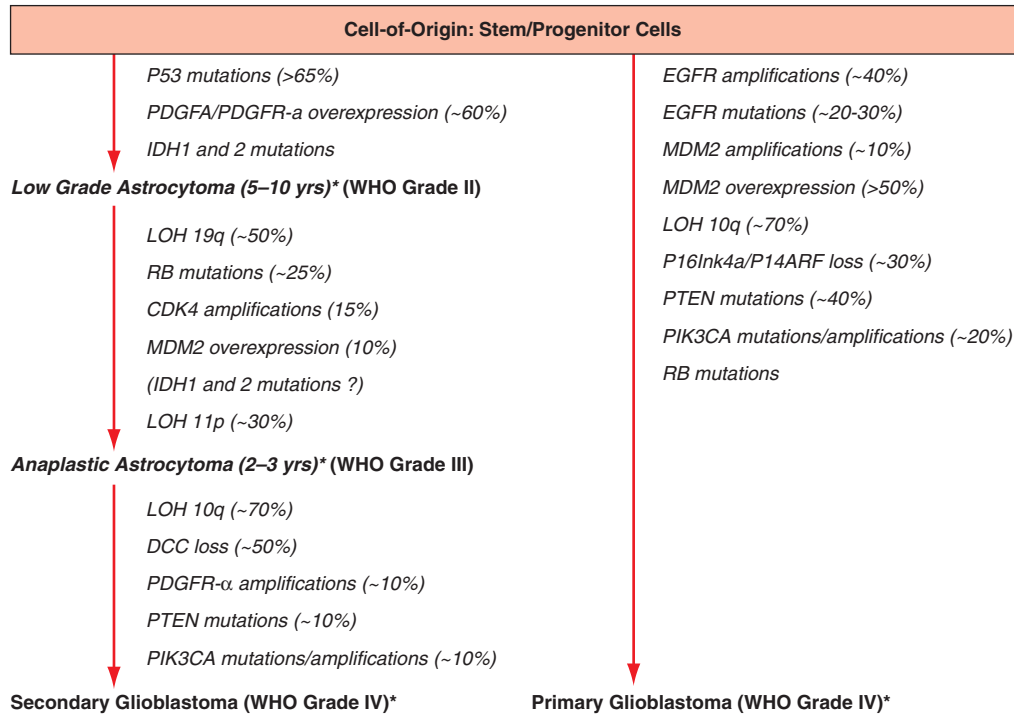 Cell-of-Origin: Stem/Progenitor Cells
P53 mutations (>65%)
PDGFA/PDGFR-a overexpression (~60%)
IDH1 and 2 mutations
Low Grade Astrocytoma (5–10 yrs)* (WHO Grade II)
LOH 19q (~50%)
RB mutations (~25%)
CDK4 amplifications (15%)
MDM2 overexpression (10%)
(IDH1 and 2 mutations ?)
LOH 11p (~30%)
Anaplastic Astrocytoma (2–3 yrs)* (WHO Grade III)
LOH 10q (~70%)
DCC loss (~50%)
PDGFR-α amplifications (~10%)
PTEN mutations (~10%)
PIK3CA mutations/amplifications (~10%)
Secondary Glioblastoma (WHO Grade IV)*
EGFR amplifications (~40%)
EGFR mutations (~20-30%)
MDM2 amplifications (~10%)
MDM2 overexpression (>50%)
LOH 10q (~70%)
P16Ink4a/P14ARF loss (~30%)
PTEN mutations (~40%)
PIK3CA mutations/amplifications (~20%)
RB mutations
Primary Glioblastoma (WHO Grade IV)*